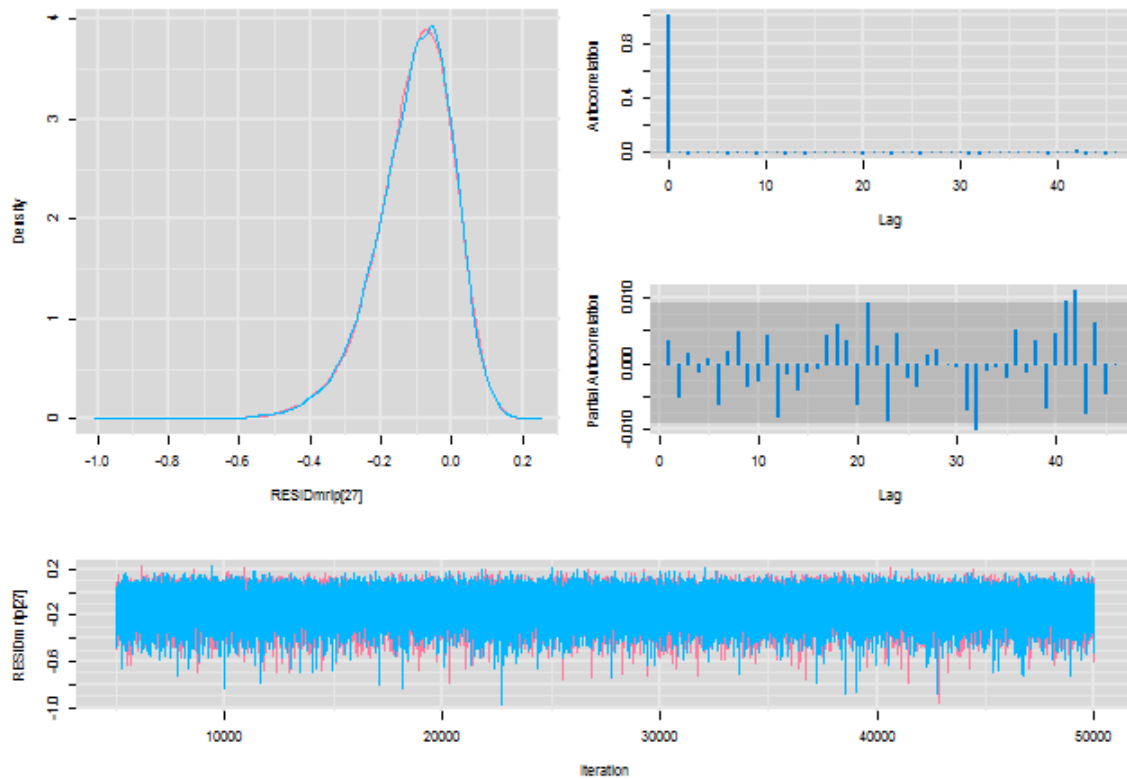 Density
4
3
2
1
0
−1.0 −0.8 −0.6 −0.4 −0.2 0.0 0.2
RESIDmrip[27]
Autocorrelation
0.8
0.4
0.0
0 10 20 30 40
Lag
Partial Autocorrelation
0.010
0.000
−0.010
0 10 20 30 40
Lag
RESIDmrip[27]
0.2
−0.2
−0.6
−1.0
10000 20000 30000 40000 50000
Iteration